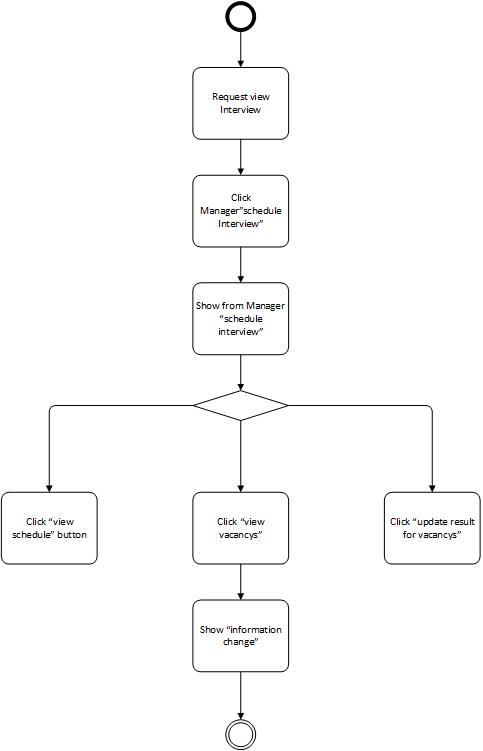 Request view
Interview
Click
Manager”schedule
Interview”
Show from Manager
“schedule
interview”
Click “view
schedule” button
Click “view
vacancys”
Click “update result
for vacancys”
Show “information
change”